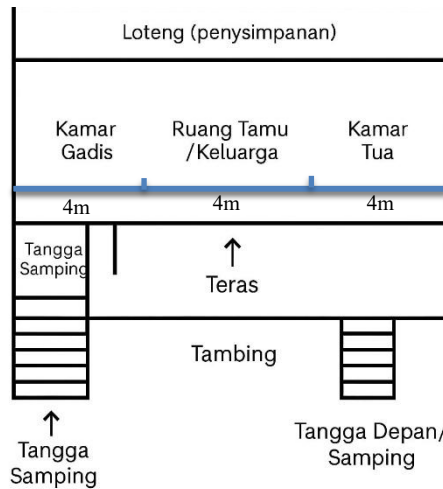 Loteng (penysimpanan)
Kamar
Gadis
Ruang Tamu
/Keluarga
Kamar
Tua
4m
4m
4m
Tangga
Samping
Teras
Tambing
Tangga
Samping
Tangga Depan/
Samping